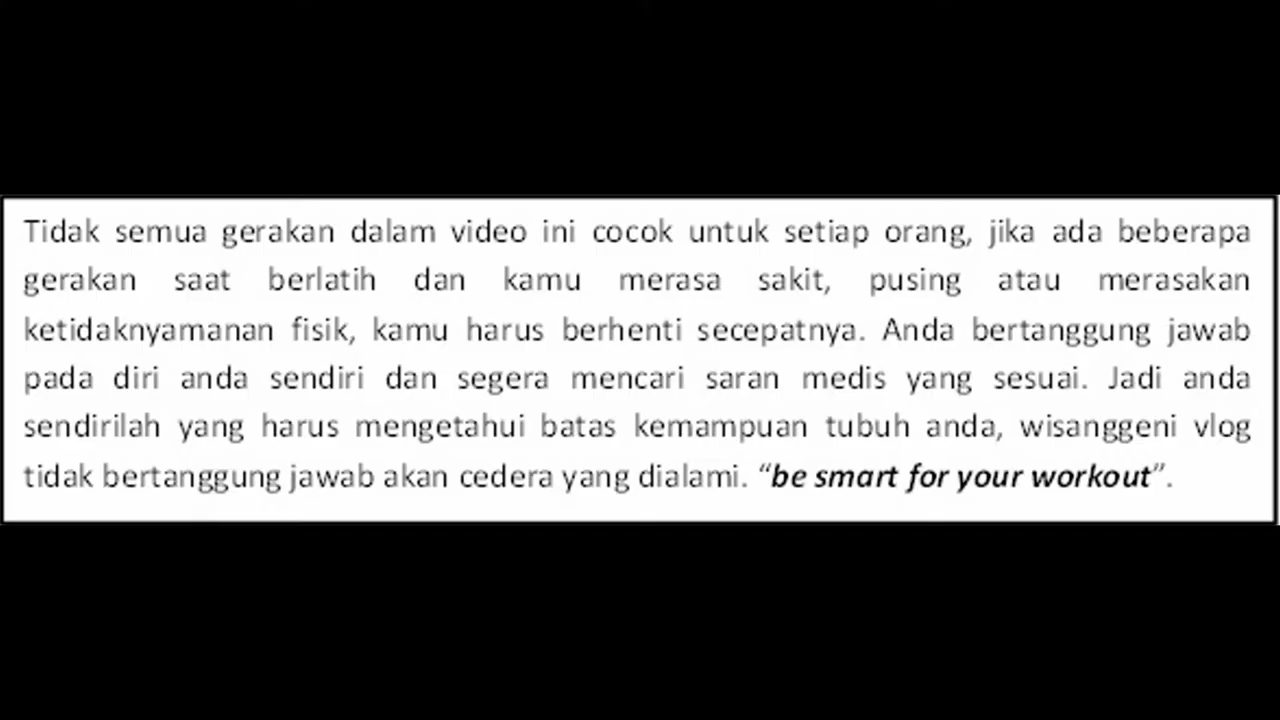 Tidak semua gerakan dalam video ini cocok untuk setiap orang, jika ada beberapa
gerakan saat berlatih dan kamu merasa sakit, pusing atau merasakan
ketidaknyamanan fisik, kamu harus berhenti secepatnya. Anda bertanggung jawab
pada diri anda sendiri dan segera mencari saran medis yang sesuai. Jadi anda
sendirilah yang harus mengetahui batas kemampuan tubuh anda, wisanggeni vlog
tidak bertanggung jawab akan cedera yang dialami. “be smart for your workout”.